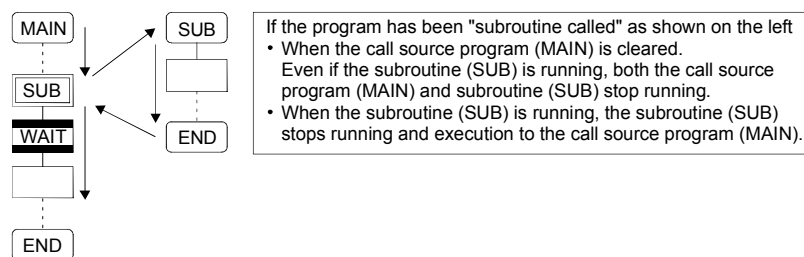 MAIN
SUB
WAIT
END
SUB
END
If the program has been "subroutine called" as shown on the left
• When the call source program (MAIN) is cleared.
Even if the subroutine (SUB) is running, both the call source
program (MAIN) and subroutine (SUB) stop running.
• When the subroutine (SUB) is running, the subroutine (SUB)
stops running and execution to the call source program (MAIN).